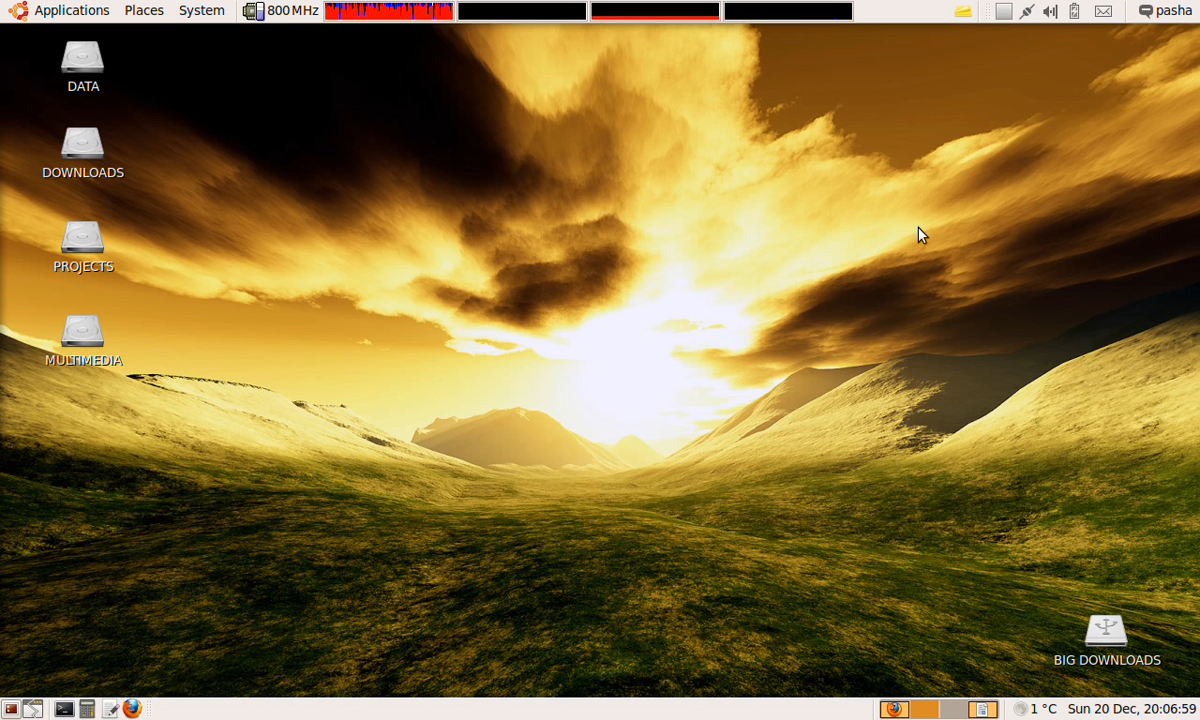 Applications Places System 800 MHz pasha
DATA
DOWNLOADS
PROJECTS
MULTIMEDIA
BIG DOWNLOADS
1 °C Sun 20 Dec, 20:06:59